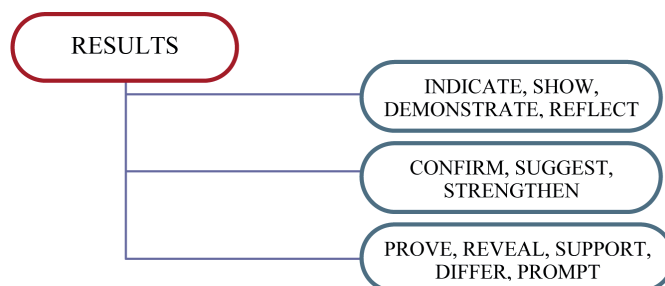 RESULTS
INDICATE, SHOW,
DEMONSTRATE, REFLECT
CONFIRM, SUGGEST,
STRENGTHEN
PROVE, REVEAL, SUPPORT,
DIFFER, PROMPT